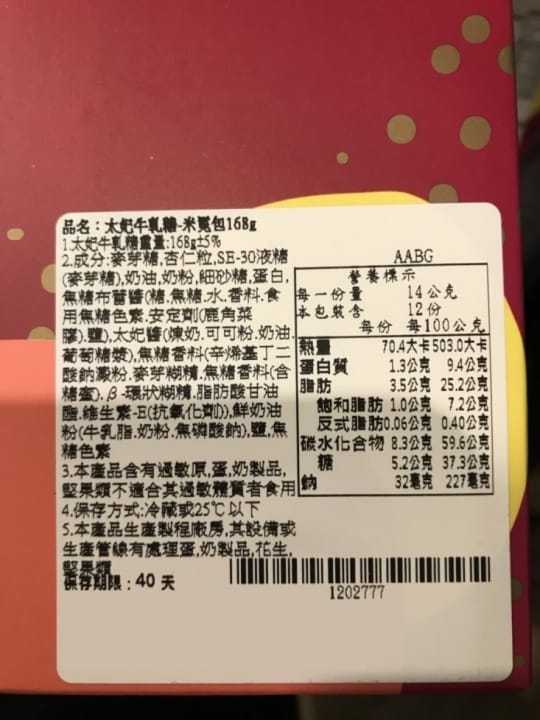 品名：太妃牛軋糖-米霓包168g
1.太妃牛軋糖重量:168g±5%
2.成分:麥芽糖,杏仁粒,SE-30液糖
(麥芽糖),奶油,奶粉,細砂糖,蛋白,
焦糖布蕾醬(糖.焦糖.水.香料.食
用焦糖色素.安定劑(鹿角菜
膠).鹽),太妃醬(煉奶.可可粉.奶油.
葡萄糖漿),焦糖香料(辛烯基丁二
酸鈉澱粉.麥芽糊精.焦糖香料(含
糖蜜).β-環狀糊精.脂肪酸甘油
酯.維生素-E(抗氧化劑)),鮮奶油
粉(牛乳脂.奶粉.焦磷酸鈉),鹽,焦
糖色素
3.本產品含有過敏原,蛋,奶製品,
堅果類不適合其過敏體質者食用
4.保存方式:冷藏或25℃以下
5.本產品生產製程廠房,其設備或
生產管線有處理蛋,奶製品,花生,
堅果類
保存期限：40 天
AABG
營養標示
每一份量 14公克
本包裝含 12份
每份 每100公克
熱量 70.4大卡 503.0大卡
蛋白質 1.3公克 9.4公克
脂肪 3.5公克 25.2公克
飽和脂肪 1.0公克 7.2公克
反式脂肪 0.06公克 0.40公克
碳水化合物 8.3公克 59.6公克
糖 5.2公克 37.3公克
鈉 32毫克 227毫克
1202777